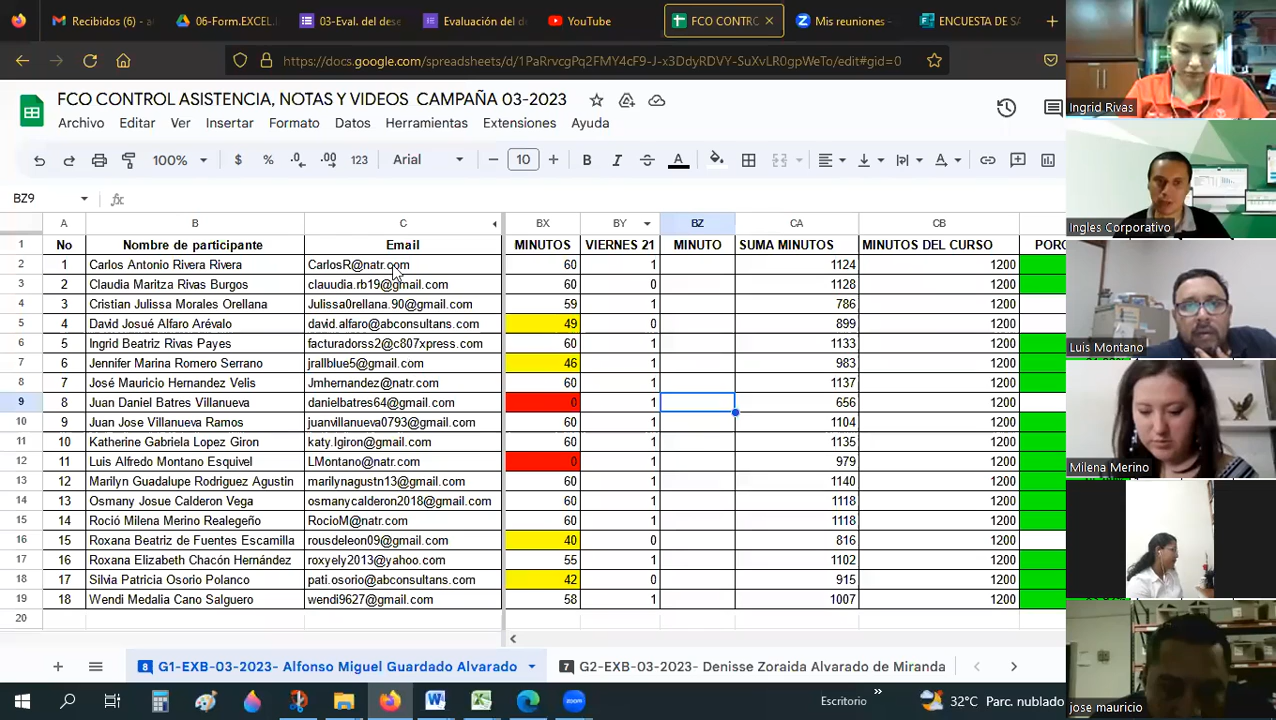 Recibidos (6) - a
06-Form.EXCEL.
03-Eval. del dese
Evaluación del d
YouTube
FCO CONTRO
Mis reuniones -
ENCUESTA DE SA
https://docs.google.com/spreadsheets/d/1PaRrvcgPq2FMY4cF9-J-x3DdyRDVY-SuXvLR0gpWeTo/edit#gid=0
FCO CONTROL ASISTENCIA, NOTAS Y VIDEOS CAMPAÑA 03-2023
Archivo Editar Ver Insertar Formato Datos Herramientas Extensiones Ayuda
100% $ % .0 .00 123 Arial 10 B I A
BZ9 fx
A B C BX BY BZ CA CB
1 No Nombre de participante Email MINUTOS VIERNES 21 MINUTO SUMA MINUTOS MINUTOS DEL CURSO PORC
2 1 Carlos Antonio Rivera Rivera CarlosR@natr.com 60 1 1124 1200
3 2 Claudia Maritza Rivas Burgos clauudia.rb19@gmail.com 60 0 1128 1200
4 3 Cristian Julissa Morales Orellana Julissa0rellana.90@gmail.com 59 1 786 1200
5 4 David Josué Alfaro Arévalo david.alfaro@abconsultans.com 49 0 899 1200
6 5 Ingrid Beatriz Rivas Payes facturadorss2@c807xpress.com 60 1 1133 1200
7 6 Jennifer Marina Romero Serrano jrallblue5@gmail.com 46 1 983 1200
8 7 José Mauricio Hernandez Velis Jmhernandez@natr.com 60 1 1137 1200
9 8 Juan Daniel Batres Villanueva danielbatres64@gmail.com 0 1 656 1200
10 9 Juan Jose Villanueva Ramos juanvillanueva0793@gmail.com 60 1 1104 1200
11 10 Katherine Gabriela Lopez Giron katy.lgiron@gmail.com 60 1 1135 1200
12 11 Luis Alfredo Montano Esquivel LMontano@natr.com 0 1 979 1200
13 12 Marilyn Guadalupe Rodriguez Agustin marilynagustn13@gmail.com 60 1 1140 1200
14 13 Osmany Josue Calderon Vega osmanycalderon2018@gmail.com 60 1 1118 1200
15 14 Roció Milena Merino Realegeño RocioM@natr.com 60 1 1118 1200
16 15 Roxana Beatriz de Fuentes Escamilla rousdeleon09@gmail.com 40 0 816 1200
17 16 Roxana Elizabeth Chacón Hernández roxyely2013@yahoo.com 55 1 1102 1200
18 17 Silvia Patricia Osorio Polanco pati.osorio@abconsultans.com 42 0 915 1200
19 18 Wendi Medalia Cano Salguero wendi9627@gmail.com 58 1 1007 1200
20
8 G1-EXB-03-2023- Alfonso Miguel Guardado Alvarado 7 G2-EXB-03-2023- Denisse Zoraida Alvarado de Miranda
zoom Escritorio 32°C Parc. nublado
Ingrid Rivas
Ingles Corporativo
Luis Montano
Milena Merino
jose mauricio